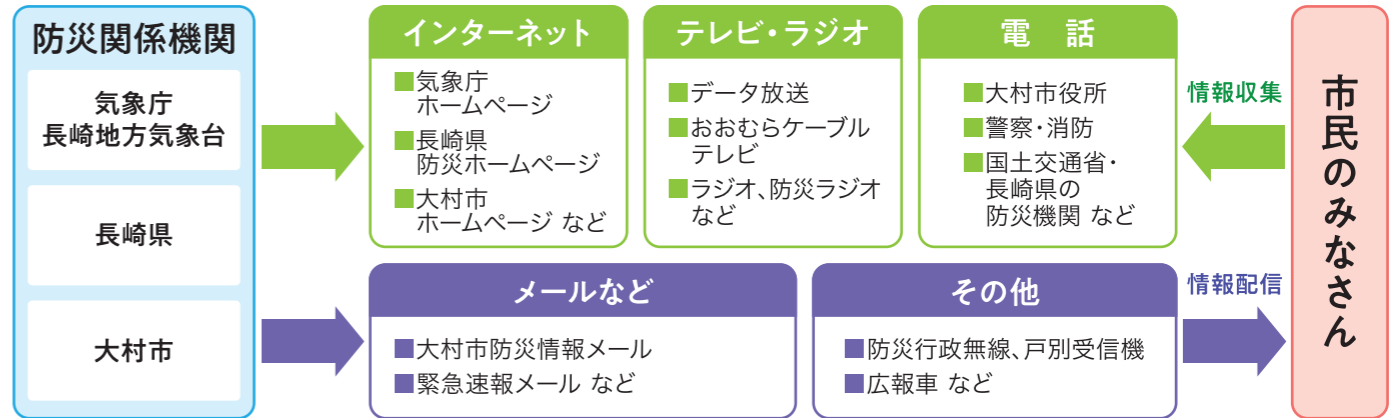 防災関係機関
気象庁
長崎地方気象台
長崎県
大村市
インターネット
■気象庁
ホームページ
■長崎県
防災ホームページ
■大村市
ホームページ など
テレビ・ラジオ
■データ放送
■おおむらケーブル
テレビ
■ラジオ、防災ラジオ
など
電　話
■大村市役所
■警察・消防
■国土交通省・
長崎県の
防災機関 など
メールなど
■大村市防災情報メール
■緊急速報メール など
その他
■防災行政無線、戸別受信機
■広報車 など
情報収集
情報配信
市民のみなさん